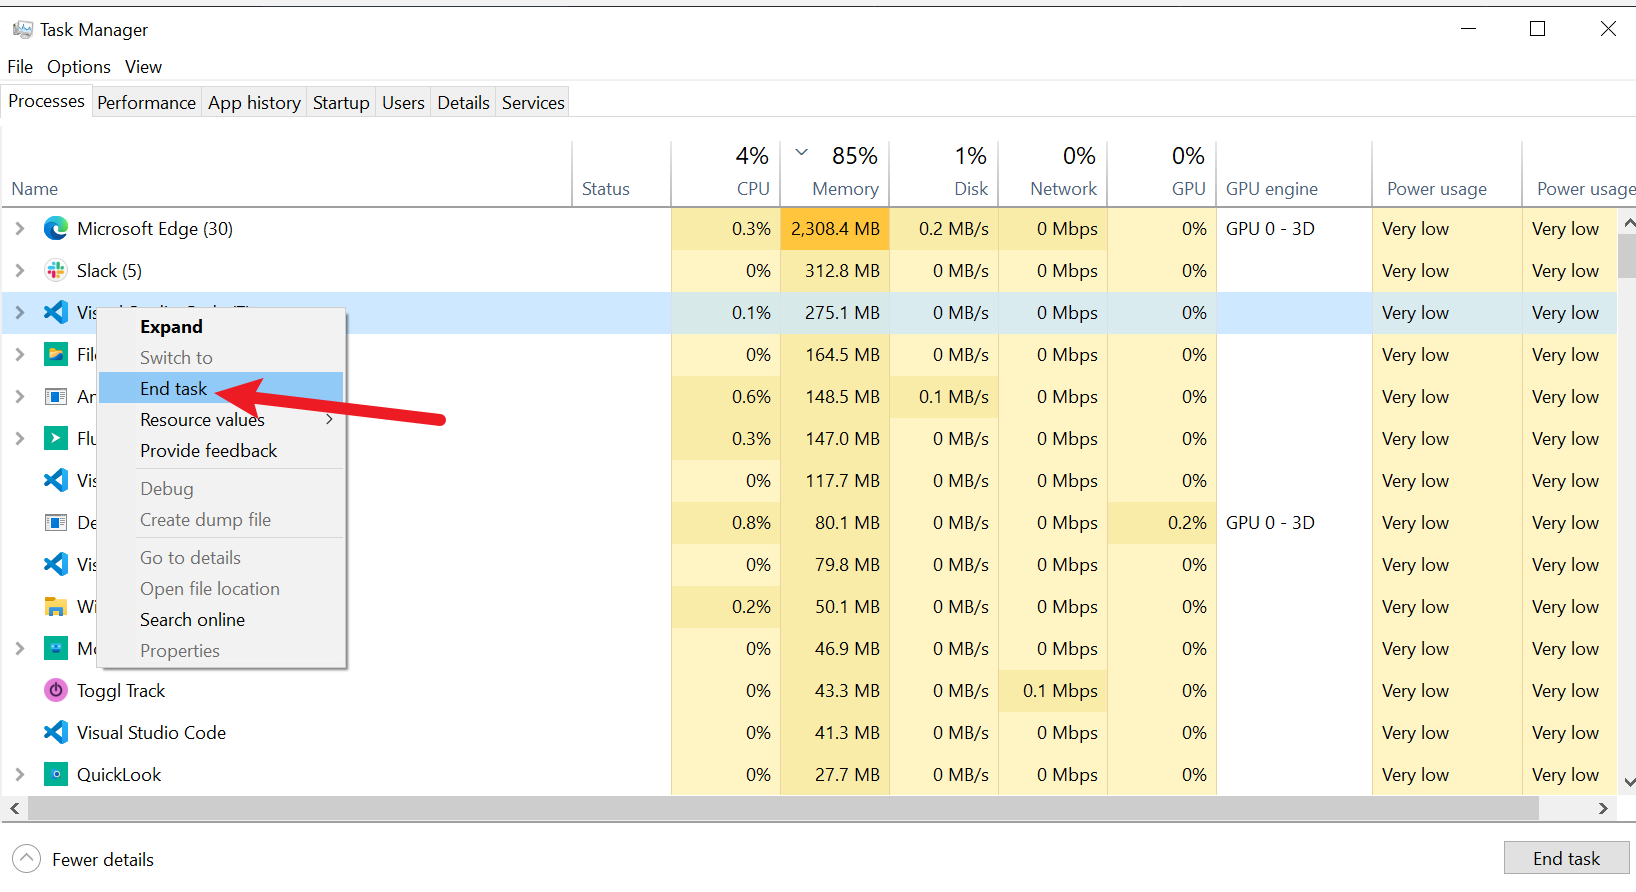 Task Manager
File Options View
Processes Performance App history Startup Users Details Services
4% 85% 1% 0% 0%
Name Status CPU Memory Disk Network GPU GPU engine Power usage Power usage
Microsoft Edge (30) 0.3% 2,308.4 MB 0.2 MB/s 0 Mbps 0% GPU 0 - 3D Very low Very low
Slack (5) 0% 312.8 MB 0 MB/s 0 Mbps 0% Very low Very low
0.1% 275.1 MB 0 MB/s 0 Mbps 0% Very low Very low
Expand
Switch to
End task
Resource values
Provide feedback
Debug
Create dump file
Go to details
Open file location
Search online
Properties
0% 164.5 MB 0 MB/s 0 Mbps 0% Very low Very low
0.6% 148.5 MB 0.1 MB/s 0 Mbps 0% Very low Very low
0.3% 147.0 MB 0 MB/s 0 Mbps 0% Very low Very low
0% 117.7 MB 0 MB/s 0 Mbps 0% Very low Very low
0.8% 80.1 MB 0 MB/s 0 Mbps 0.2% GPU 0 - 3D Very low Very low
0% 79.8 MB 0 MB/s 0 Mbps 0% Very low Very low
0.2% 50.1 MB 0 MB/s 0 Mbps 0% Very low Very low
0% 46.9 MB 0 MB/s 0 Mbps 0% Very low Very low
Toggl Track 0% 43.3 MB 0 MB/s 0.1 Mbps 0% Very low Very low
Visual Studio Code 0% 41.3 MB 0 MB/s 0 Mbps 0% Very low Very low
QuickLook 0% 27.7 MB 0 MB/s 0 Mbps 0% Very low Very low
Fewer details End task